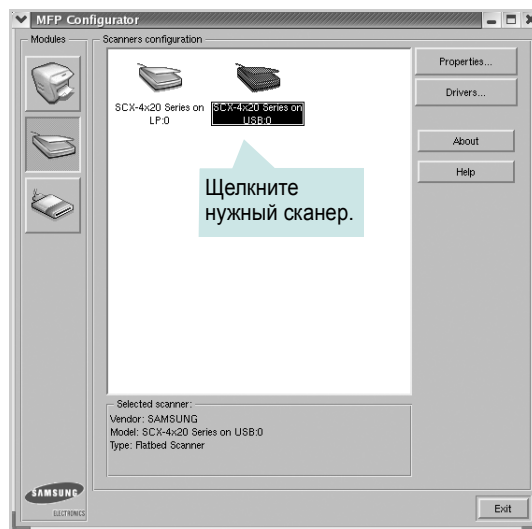 MFP Configurator
Modules
Scanners configuration
SCX-4x20 Series on
LP:0
SCX-4x20 Series on
USB:0
Щелкните
нужный сканер.
Properties...
Drivers...
About
Help
Selected scanner:
Vendor: SAMSUNG
Model: SCX-4x20 Series on USB:0
Type: Flatbed Scanner
SAMSUNG
ELECTRONICS
Exit